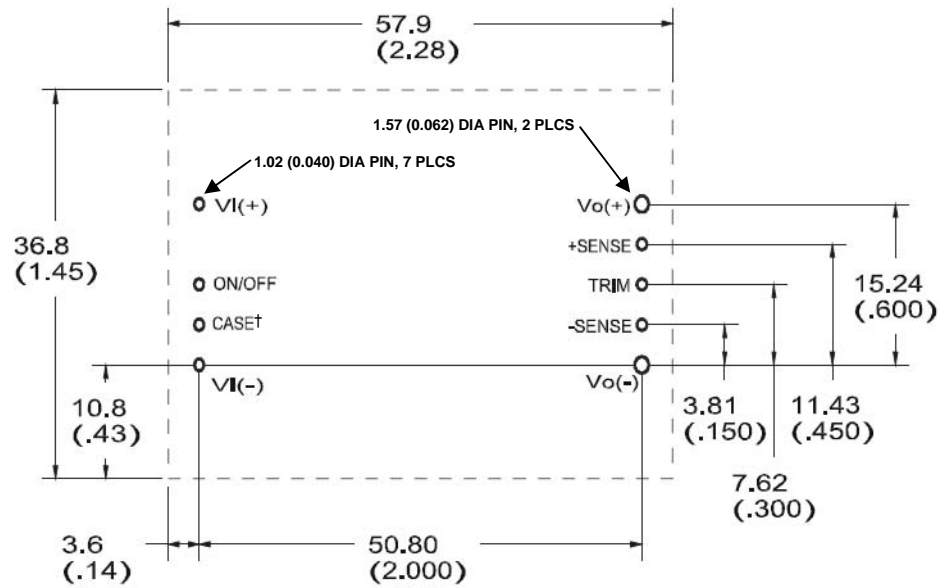 57.9
(2.28)
1.57 (0.062) DIA PIN, 2 PLCS
1.02 (0.040) DIA PIN, 7 PLCS
VI(+)
Vo(+)
+SENSE
36.8
(1.45)
ON/OFF
TRIM
15.24
(.600)
CASE†
-SENSE
VI(-)
Vo(-)
10.8
(.43)
3.81
(.150)
11.43
(.450)
7.62
(.300)
3.6
(.14)
50.80
(2.000)